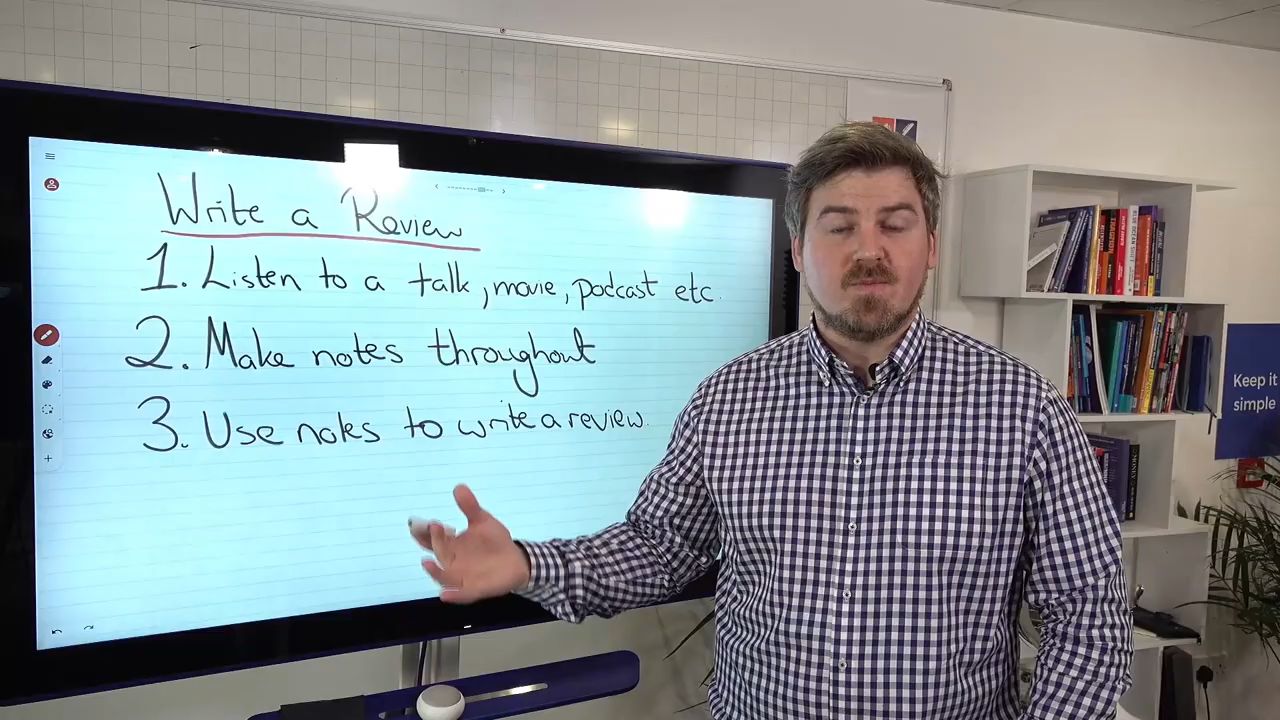 Write a Review
1. Listen to a talk, movie, podcast etc.
2. Make notes throughout
3. Use notes to write a review.
Keep it
simple